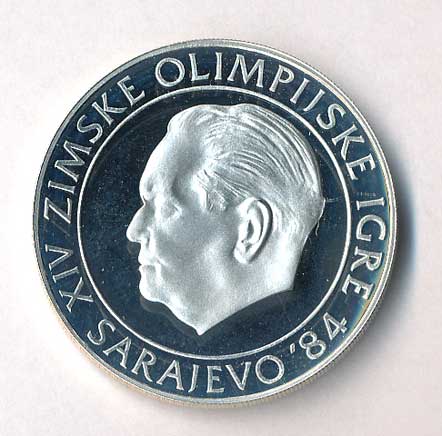 XIV ZIMSKE OLIMPIJSKE IGRE
SARAJEVO '84